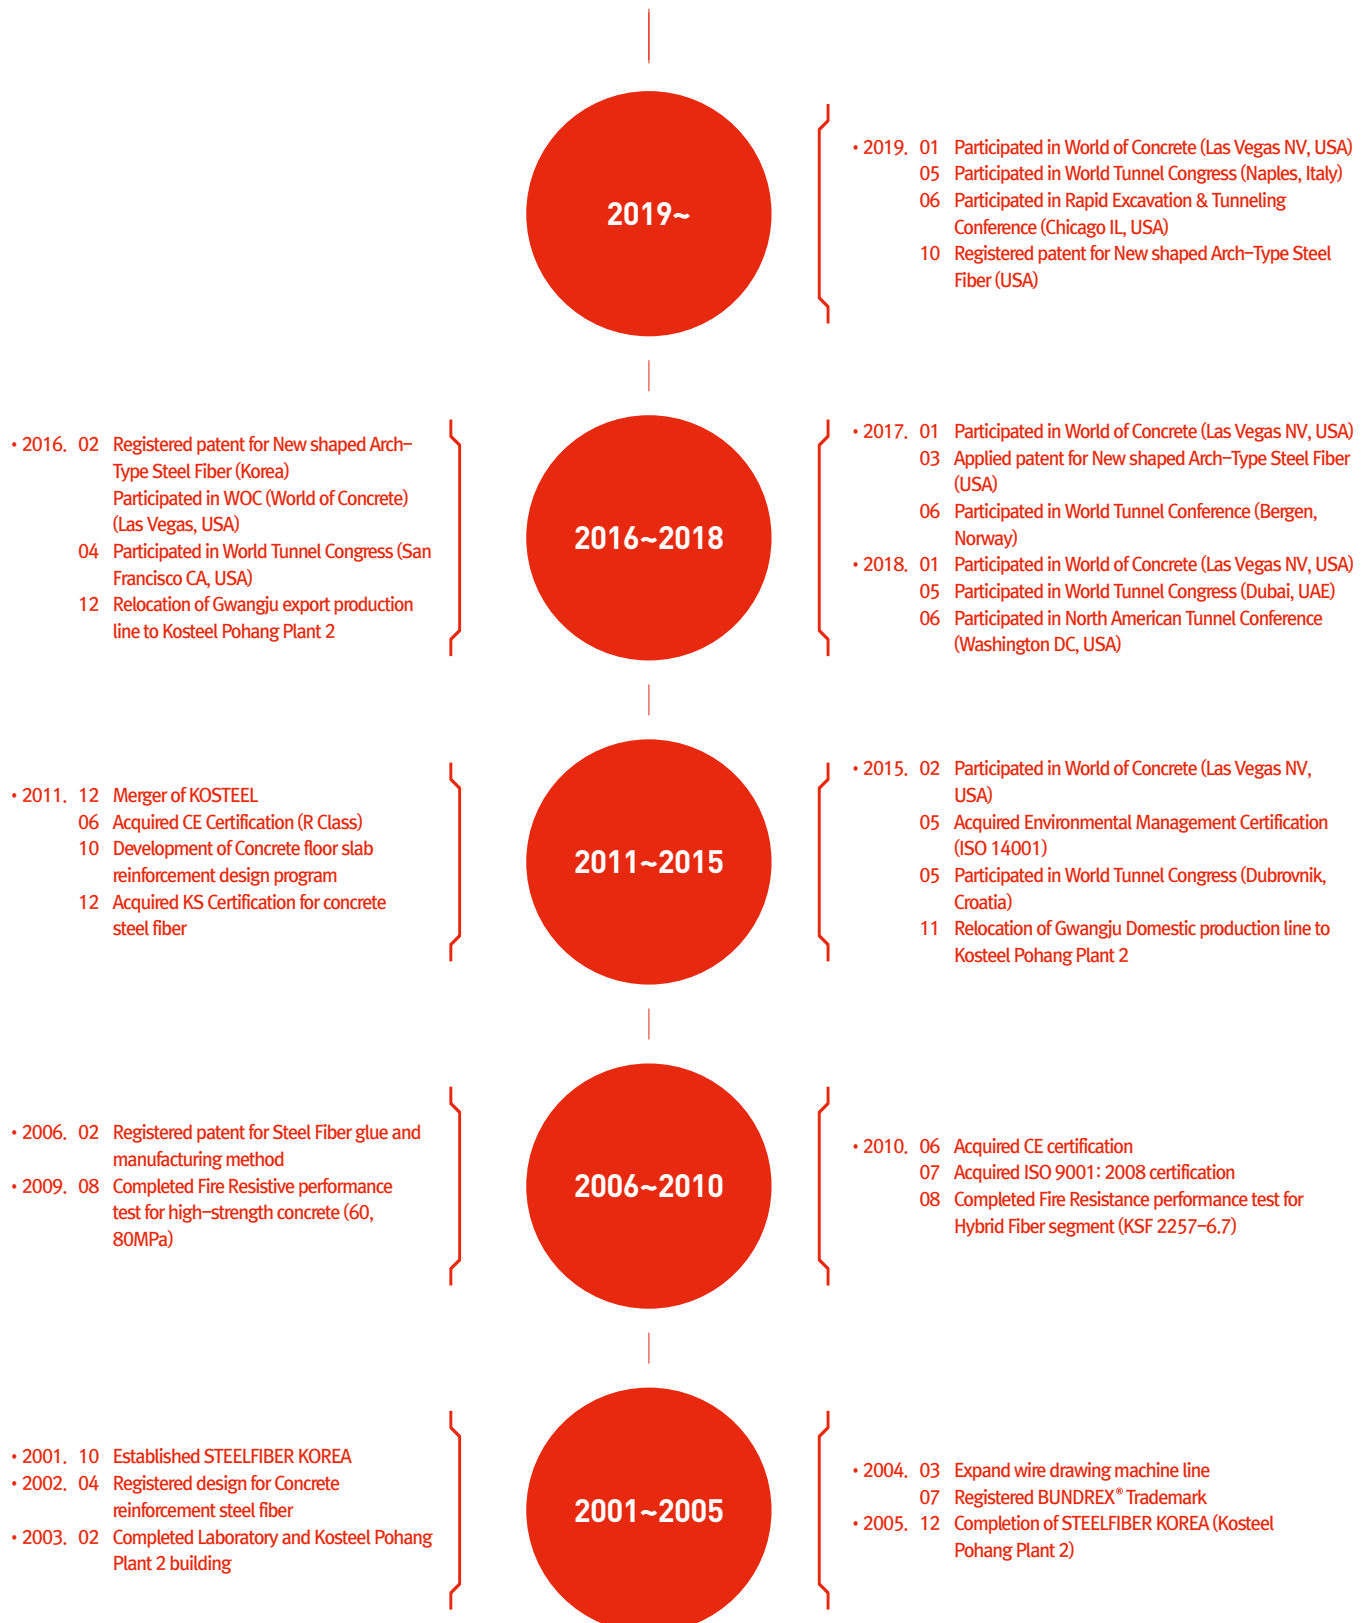 2019~
• 2019. 01 Participated in World of Concrete (Las Vegas NV, USA)
05 Participated in World Tunnel Congress (Naples, Italy)
06 Participated in Rapid Excavation & Tunneling
Conference (Chicago IL, USA)
10 Registered patent for New shaped Arch-Type Steel
Fiber (USA)
• 2016. 02 Registered patent for New shaped Arch-
Type Steel Fiber (Korea)
Participated in WOC (World of Concrete)
(Las Vegas, USA)
04 Participated in World Tunnel Congress (San
Francisco CA, USA)
12 Relocation of Gwangju export production
line to Kosteel Pohang Plant 2
2016~2018
• 2017. 01 Participated in World of Concrete (Las Vegas NV, USA)
03 Applied patent for New shaped Arch-Type Steel Fiber
(USA)
06 Participated in World Tunnel Conference (Bergen,
Norway)
• 2018. 01 Participated in World of Concrete (Las Vegas NV, USA)
05 Participated in World Tunnel Congress (Dubai, UAE)
06 Participated in North American Tunnel Conference
(Washington DC, USA)
• 2011. 12 Merger of KOSTEEL
06 Acquired CE Certification (R Class)
10 Development of Concrete floor slab
reinforcement design program
12 Acquired KS Certification for concrete
steel fiber
2011~2015
• 2015. 02 Participated in World of Concrete (Las Vegas NV,
USA)
05 Acquired Environmental Management Certification
(ISO 14001)
05 Participated in World Tunnel Congress (Dubrovnik,
Croatia)
11 Relocation of Gwangju Domestic production line to
Kosteel Pohang Plant 2
• 2006. 02 Registered patent for Steel Fiber glue and
manufacturing method
• 2009. 08 Completed Fire Resistive performance
test for high-strength concrete (60,
80MPa)
2006~2010
• 2010. 06 Acquired CE certification
07 Acquired ISO 9001: 2008 certification
08 Completed Fire Resistance performance test for
Hybrid Fiber segment (KSF 2257-6.7)
• 2001. 10 Established STEELFIBER KOREA
• 2002. 04 Registered design for Concrete
reinforcement steel fiber
• 2003. 02 Completed Laboratory and Kosteel Pohang
Plant 2 building
2001~2005
• 2004. 03 Expand wire drawing machine line
07 Registered BUNDREX® Trademark
• 2005. 12 Completion of STEELFIBER KOREA (Kosteel
Pohang Plant 2)